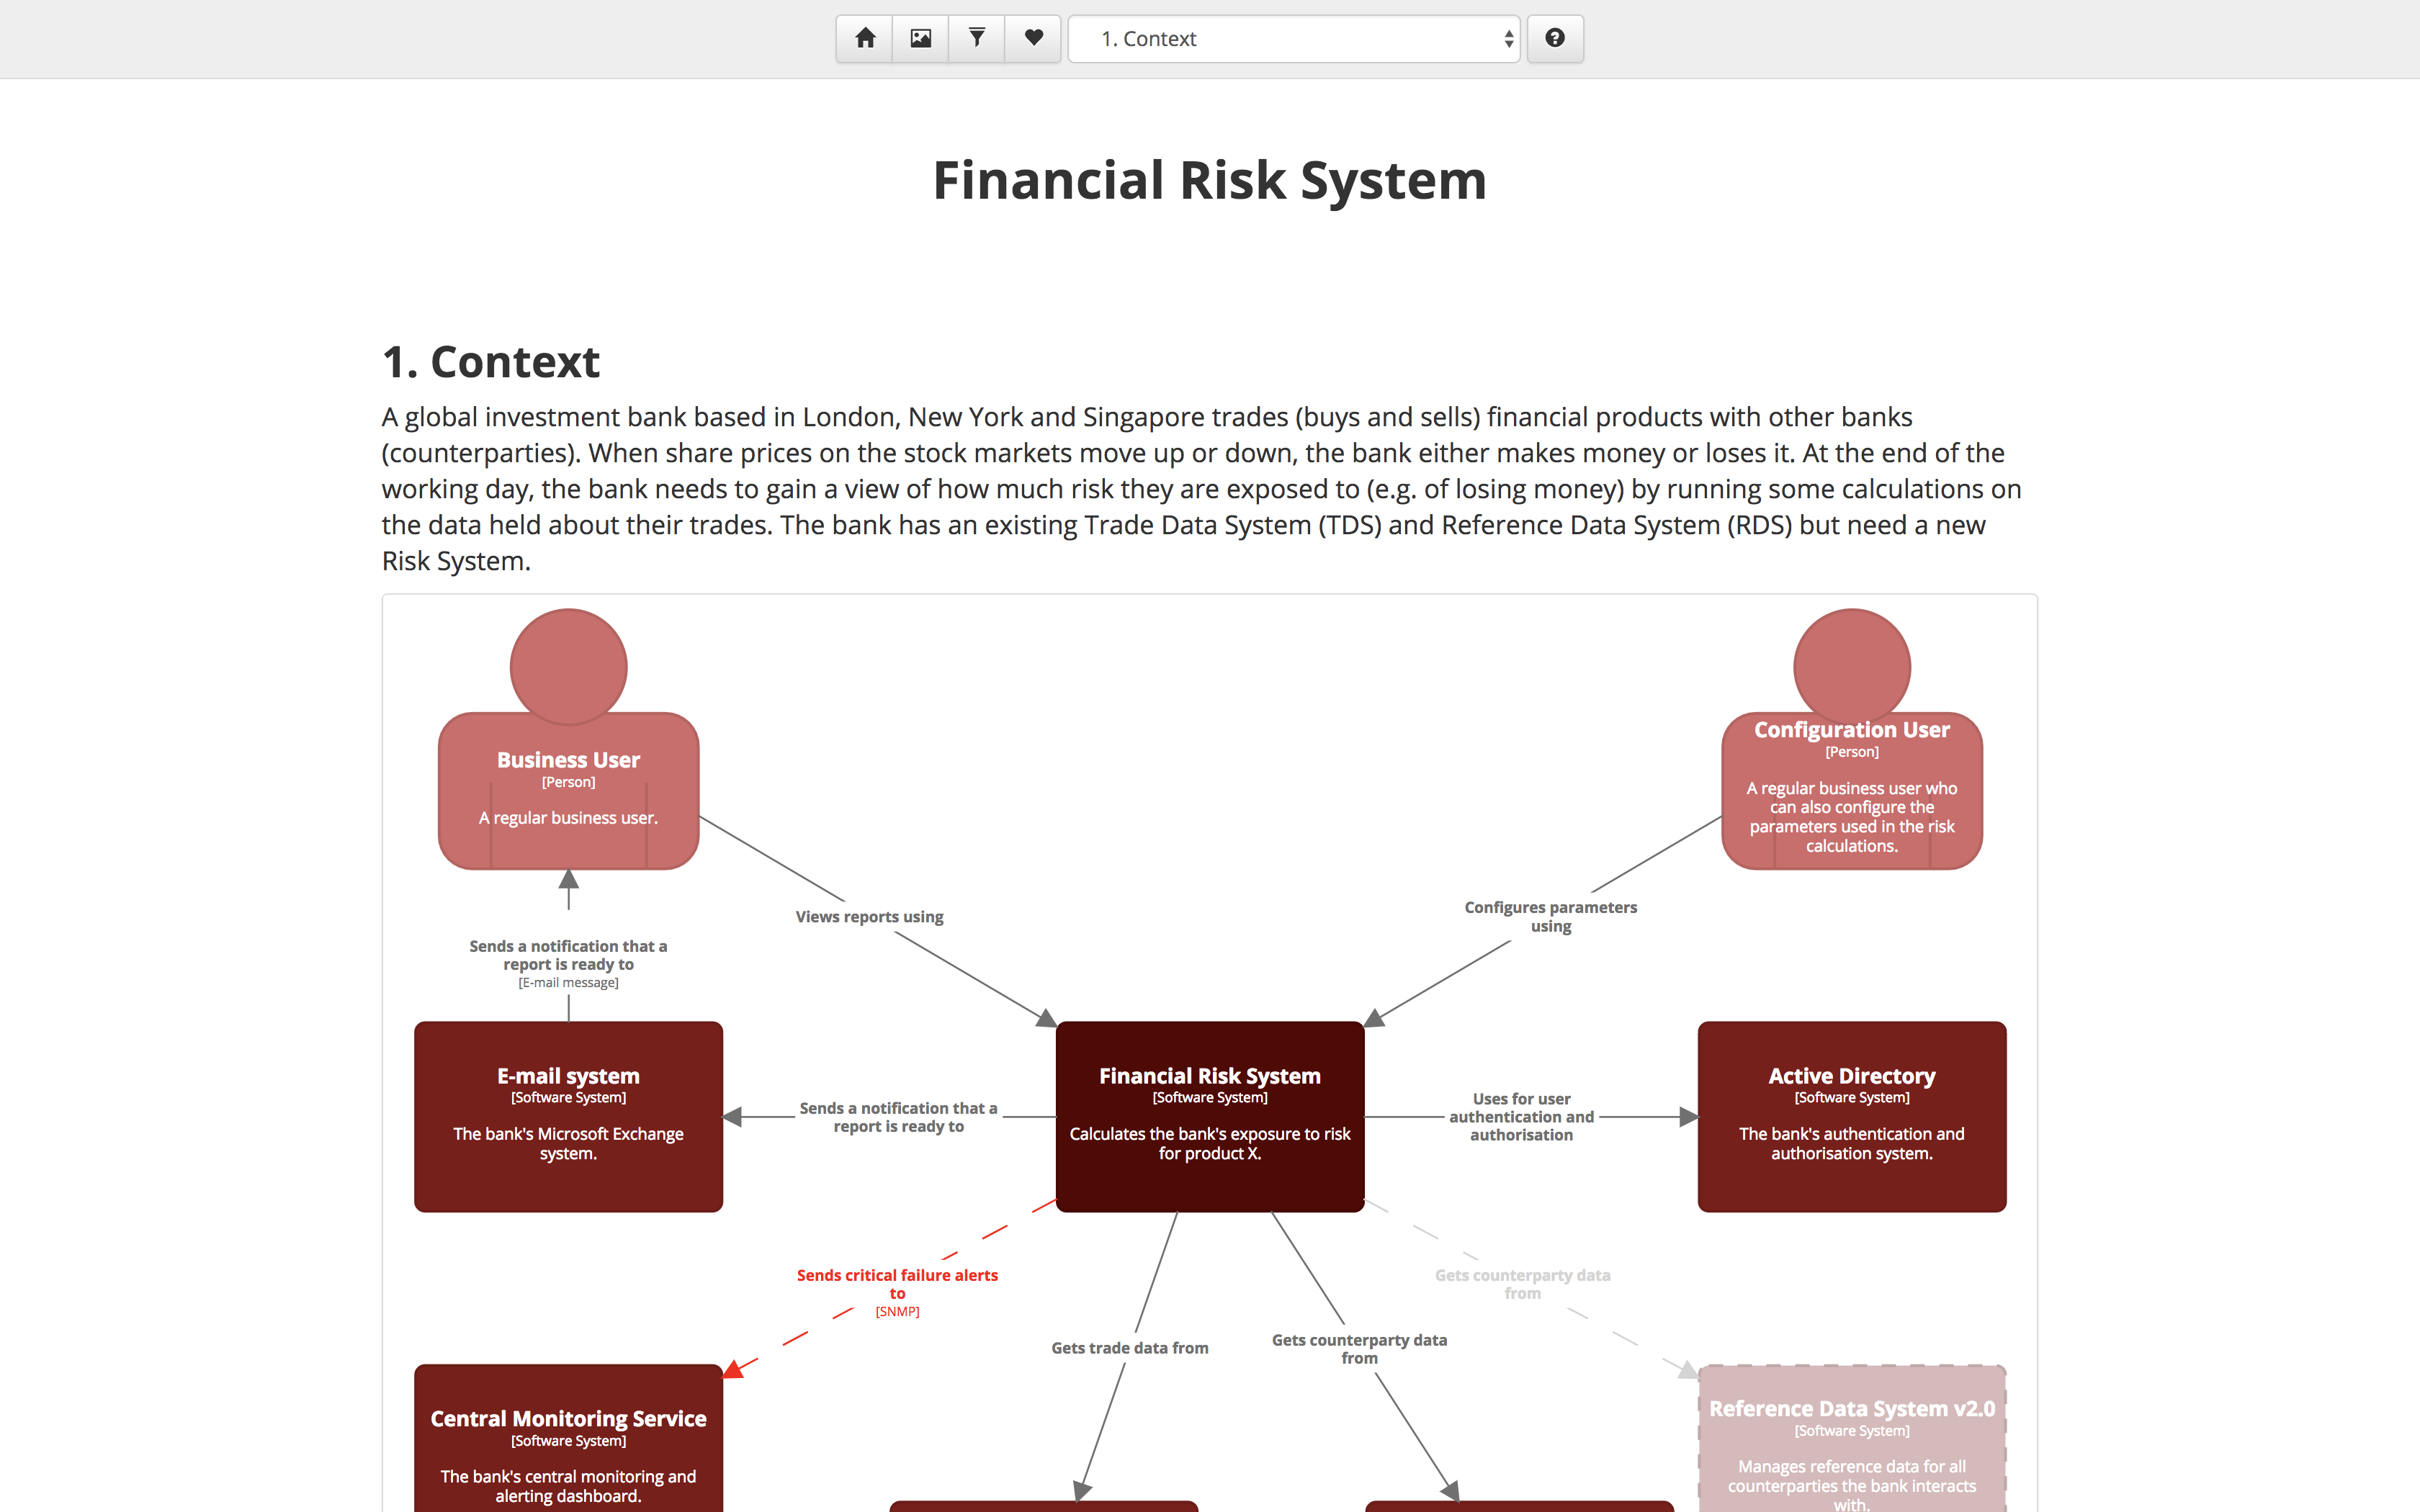 1. Context
Financial Risk System
1. Context
A global investment bank based in London, New York and Singapore trades (buys and sells) financial products with other banks
(counterparties). When share prices on the stock markets move up or down, the bank either makes money or loses it. At the end of the
working day, the bank needs to gain a view of how much risk they are exposed to (e.g. of losing money) by running some calculations on
the data held about their trades. The bank has an existing Trade Data System (TDS) and Reference Data System (RDS) but need a new
Risk System.
Business User
[Person]
A regular business user.
Configuration User
[Person]
A regular business user who
can also configure the
parameters used in the risk
calculations.
Views reports using
Configures parameters
using
Sends a notification that a
report is ready to
[E-mail message]
E-mail system
[Software System]
The bank's Microsoft Exchange
system.
Sends a notification that a
report is ready to
Financial Risk System
[Software System]
Calculates the bank's exposure to risk
for product X.
Uses for user
authentication and
authorisation
Active Directory
[Software System]
The bank's authentication and
authorisation system.
Sends critical failure alerts
to
[SNMP]
Gets trade data from
Gets counterparty data
from
Gets counterparty data
from
Central Monitoring Service
[Software System]
The bank's central monitoring and
alerting dashboard.
Reference Data System v2.0
[Software System]
Manages reference data for all
counterparties the bank interacts
with.